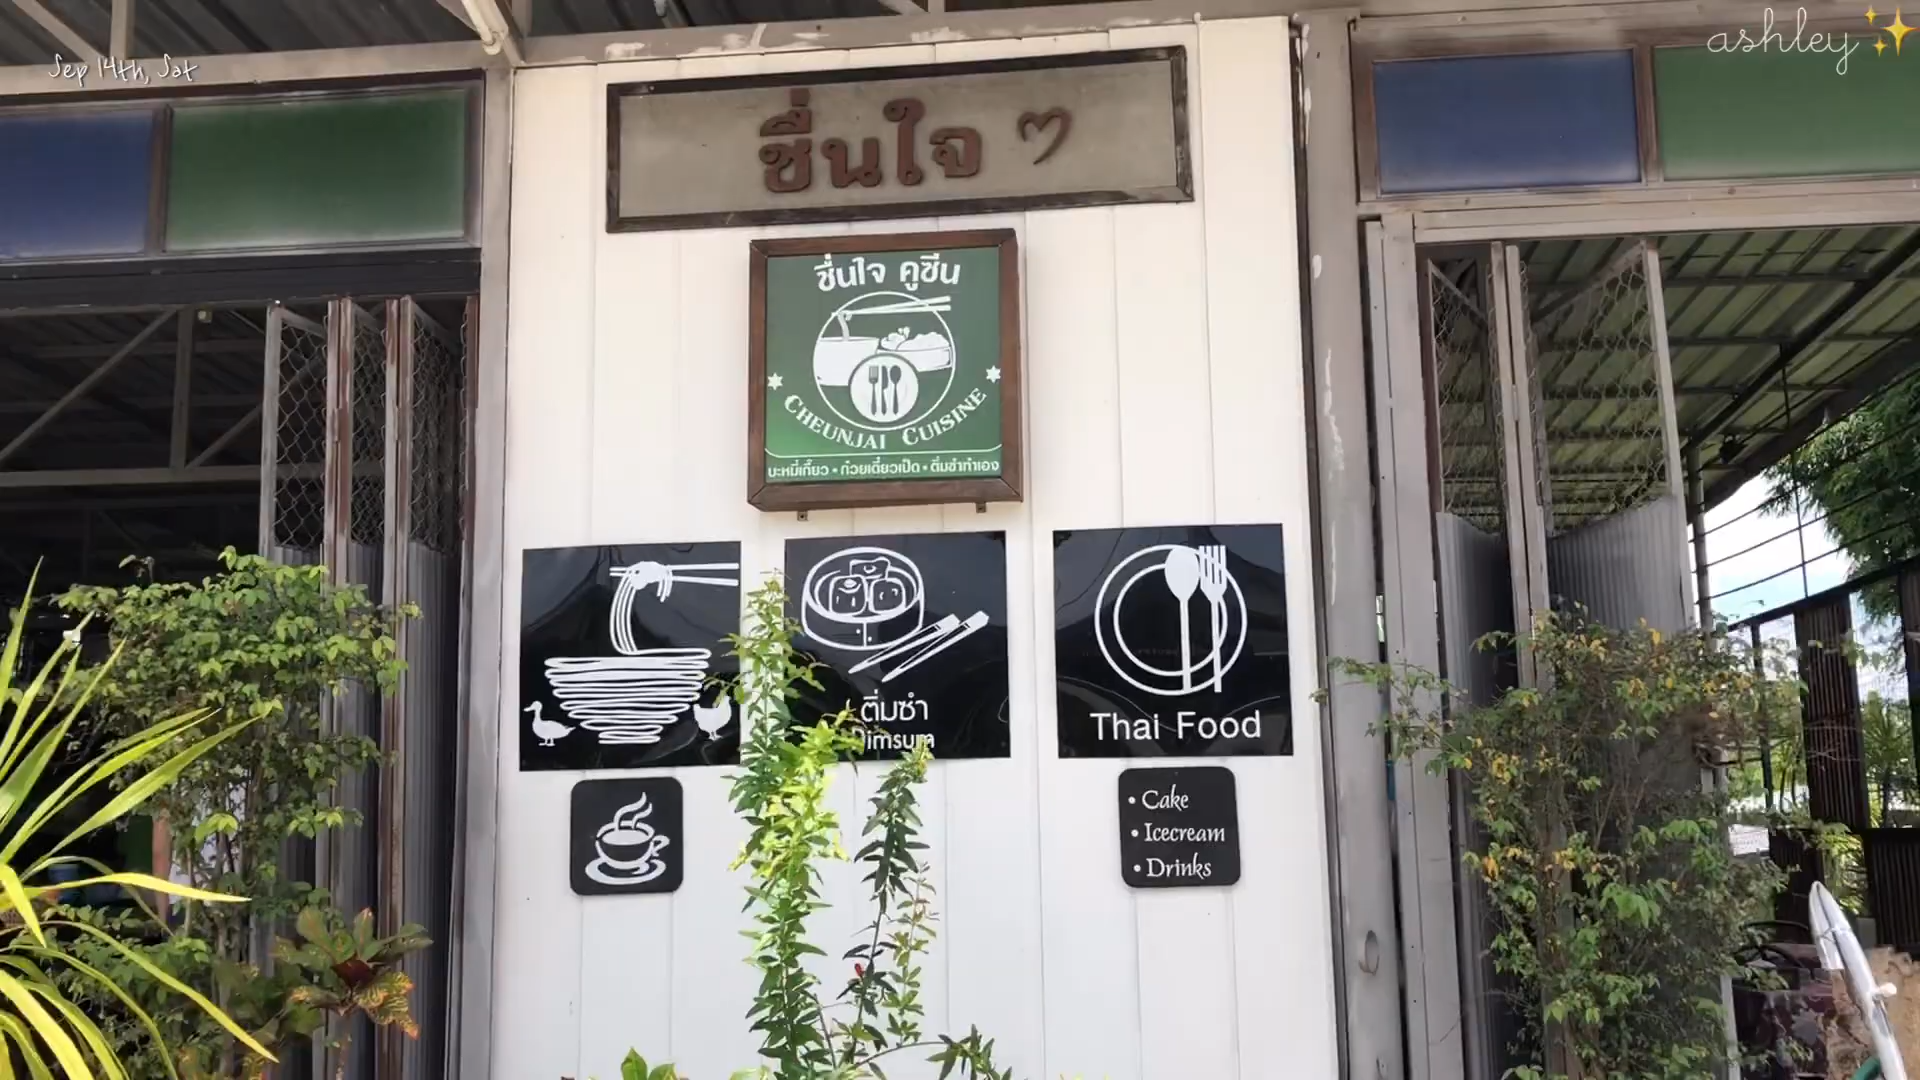 Sep 14th, Sat
ashley
ชื่นใจ
ชื่นใจ คูซีน
CHEUNJAI CUISINE
บะหมี่เกี๊ยว • ก๋วยเตี๋ยวเป็ด • ติ่มซำทำเอง
ติ่มซำ
Dimsum
Thai Food
• Cake
• Icecream
• Drinks